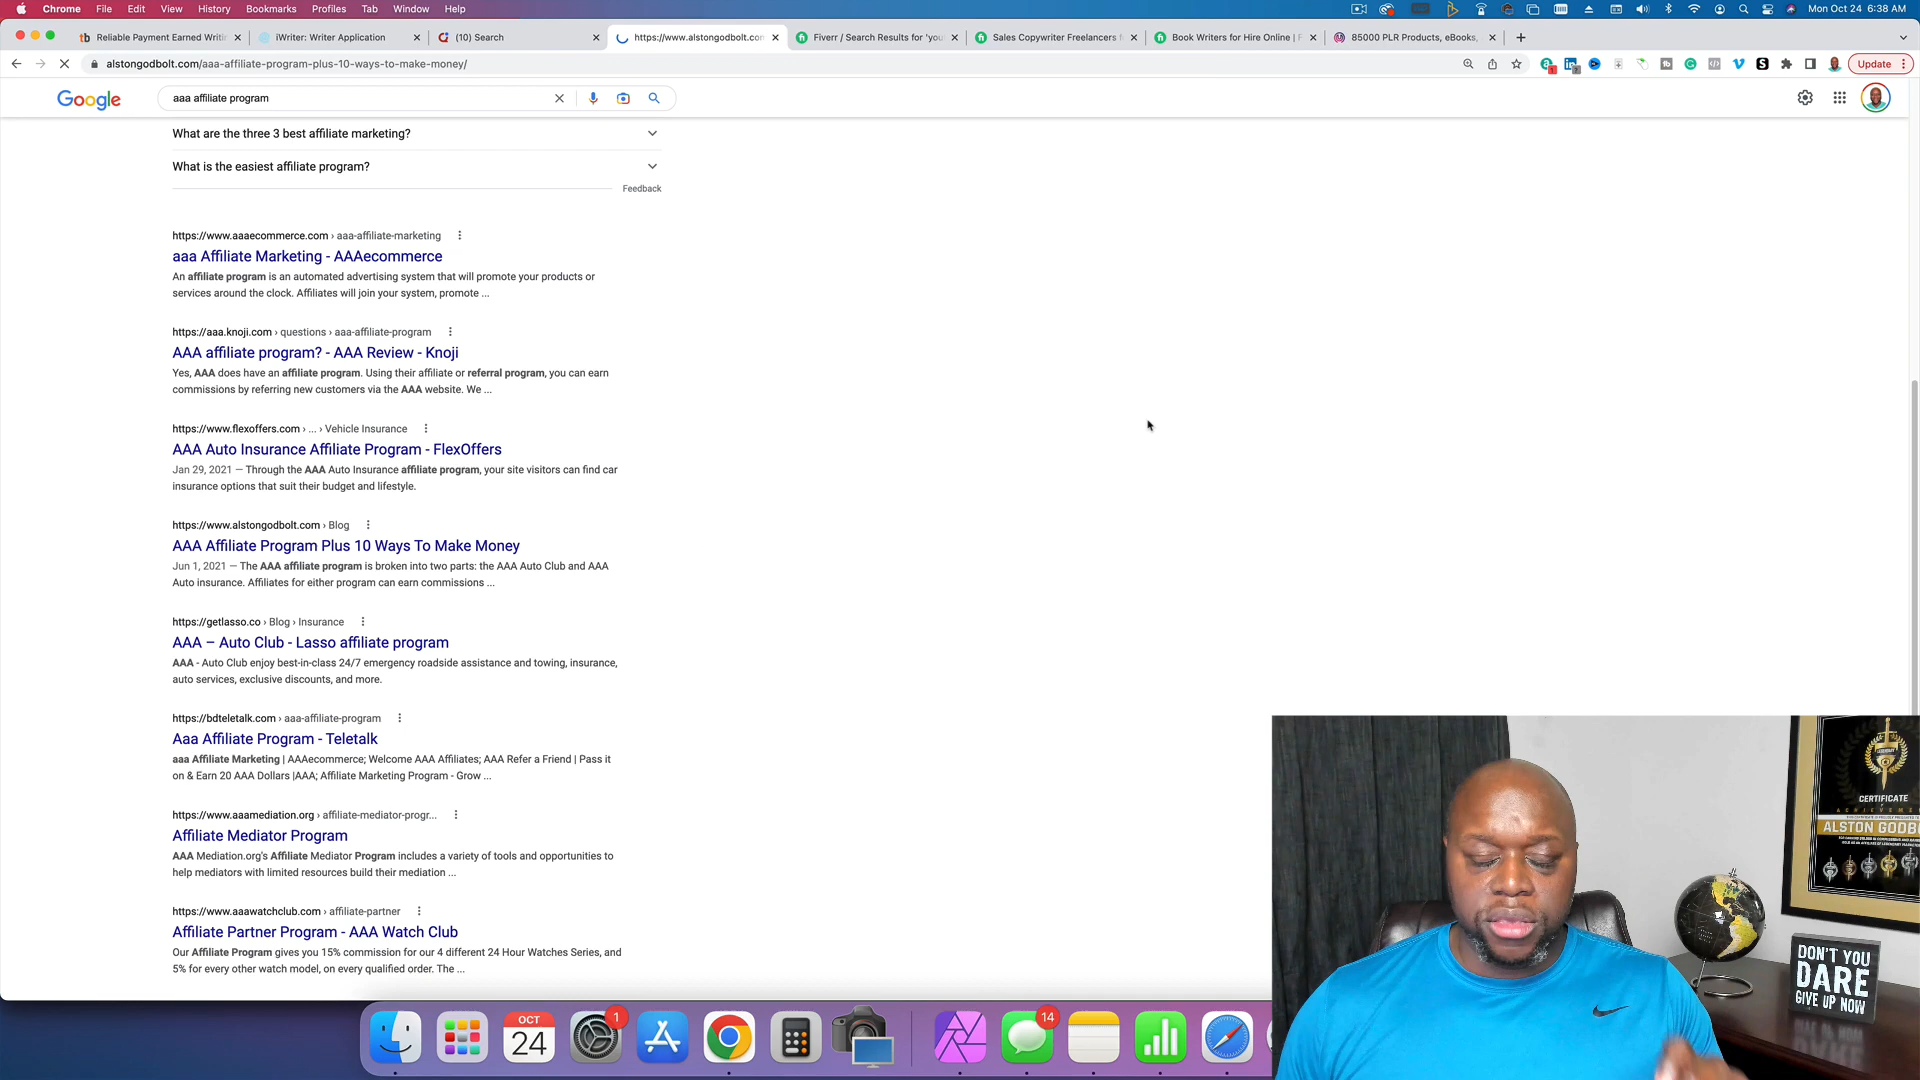 Chrome File Edit View History Bookmarks Profiles Tab Window Help Mon Oct 24 6:38 AM
Reliable Payment Earned Writi iWriter: Writer Application (10) Search https://www.alstongodbolt.com Fiverr / Search Results for 'you Sales Copywriter Freelancers f Book Writers for Hire Online | F 85000 PLR Products, eBooks,
alstongodbolt.com/aaa-affiliate-program-plus-10-ways-to-make-money/ Update
Google aaa affiliate program
What are the three 3 best affiliate marketing?
What is the easiest affiliate program?
Feedback
https://www.aaaecommerce.com › aaa-affiliate-marketing
aaa Affiliate Marketing - AAAecommerce
An affiliate program is an automated advertising system that will promote your products or
services around the clock. Affiliates will join your system, promote ...
https://aaa.knoji.com › questions › aaa-affiliate-program
AAA affiliate program? - AAA Review - Knoji
Yes, AAA does have an affiliate program. Using their affiliate or referral program, you can earn
commissions by referring new customers via the AAA website. We ...
https://www.flexoffers.com › ... › Vehicle Insurance
AAA Auto Insurance Affiliate Program - FlexOffers
Jan 29, 2021 — Through the AAA Auto Insurance affiliate program, your site visitors can find car
insurance options that suit their budget and lifestyle.
https://www.alstongodbolt.com › Blog
AAA Affiliate Program Plus 10 Ways To Make Money
Jun 1, 2021 — The AAA affiliate program is broken into two parts: the AAA Auto Club and AAA
Auto insurance. Affiliates for either program can earn commissions ...
https://getlasso.co › Blog › Insurance
AAA – Auto Club - Lasso affiliate program
AAA - Auto Club enjoy best-in-class 24/7 emergency roadside assistance and towing, insurance,
auto services, exclusive discounts, and more.
https://bdteletalk.com › aaa-affiliate-program
Aaa Affiliate Program - Teletalk
aaa Affiliate Marketing | AAAecommerce; Welcome AAA Affiliates; AAA Refer a Friend | Pass it
on & Earn 20 AAA Dollars |AAA; Affiliate Marketing Program - Grow ...
https://www.aaamediation.org › affiliate-mediator-progr...
Affiliate Mediator Program
AAA Mediation.org's Affiliate Mediator Program includes a variety of tools and opportunities to
help mediators with limited resources build their mediation ...
https://www.aaawatchclub.com › affiliate-partner
Affiliate Partner Program - AAA Watch Club
Our Affiliate Program gives you 15% commission for our 4 different 24 Hour Watches Series, and
5% for every other watch model, on every qualified order. The ...
OCT
24
1
14
CERTIFICATE
ALSTON GODBO
DON'T YOU
DARE
GIVE UP NOW